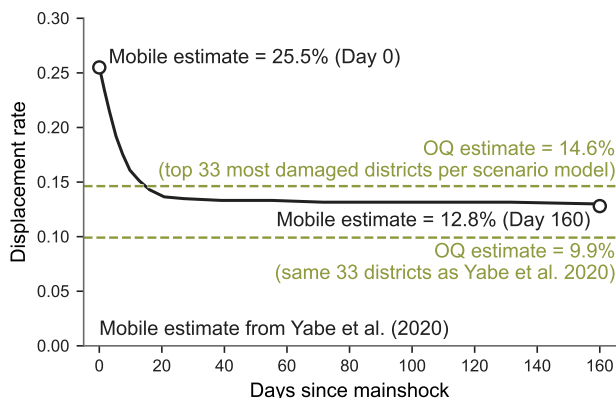 0.30
0.25
0.20
0.15
0.10
0.05
0.00
Displacement rate
Mobile estimate = 25.5% (Day 0)
OQ estimate = 14.6%
(top 33 most damaged districts per scenario model)
Mobile estimate = 12.8% (Day 160)
OQ estimate = 9.9%
(same 33 districts as Yabe et al. 2020)
Mobile estimate from Yabe et al. (2020)
0 20 40 60 80 100 120 140 160
Days since mainshock